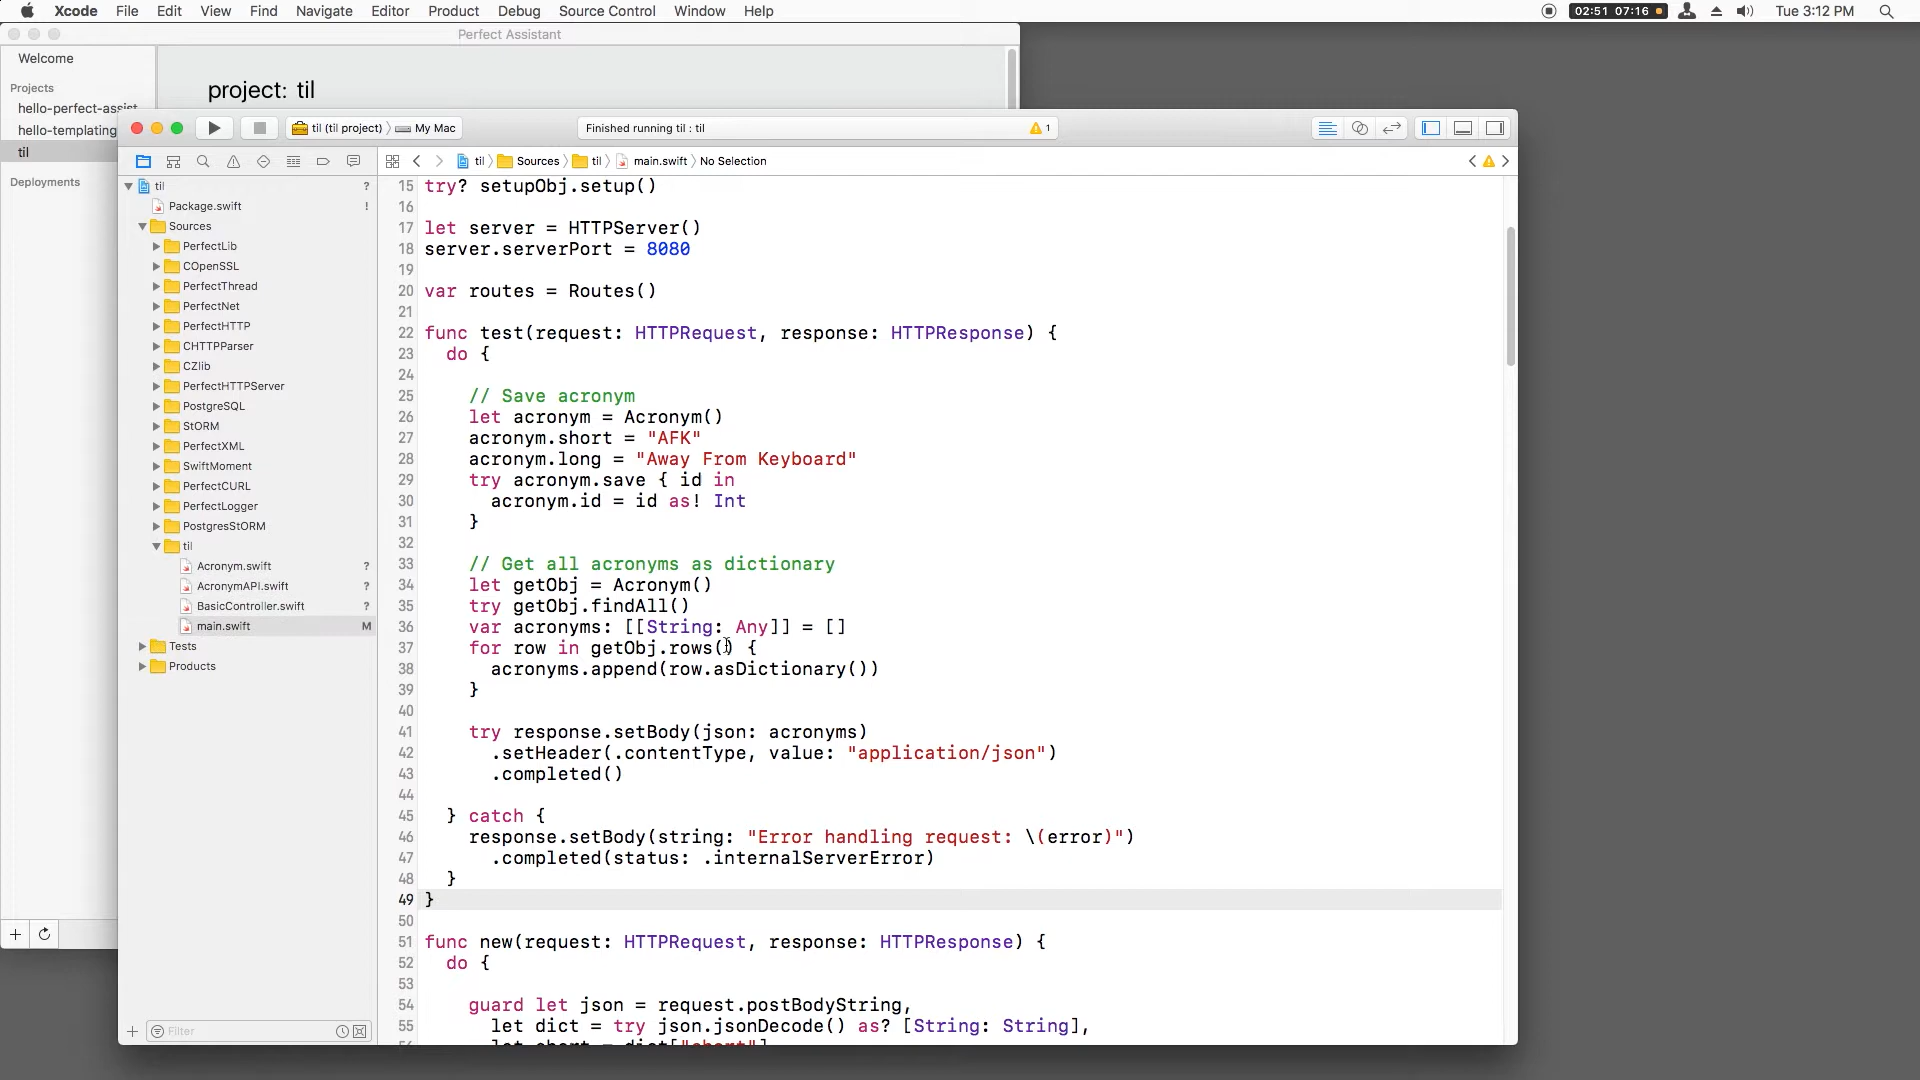 Xcode File Edit View Find Navigate Editor Product Debug Source Control Window Help 02:51 07:16 Tue 3:12 PM
Perfect Assistant
Welcome
Projects
hello-perfect-assist
hello-templating
til
Deployments
project: til
til (til project) My Mac
Finished running til : til
1
til Sources til main.swift No Selection
til ?
Package.swift !
Sources
PerfectLib
COpenSSL
PerfectThread
PerfectNet
PerfectHTTP
CHTTPParser
CZlib
PerfectHTTPServer
PostgreSQL
StORM
PerfectXML
SwiftMoment
PerfectCURL
PerfectLogger
PostgresStORM
til
Acronym.swift ?
AcronymAPI.swift ?
BasicController.swift ?
main.swift M
Tests
Products
Filter
15 try? setupObj.setup()
16
17 let server = HTTPServer()
18 server.serverPort = 8080
19
20 var routes = Routes()
21
22 func test(request: HTTPRequest, response: HTTPResponse) {
23 do {
24
25 // Save acronym
26 let acronym = Acronym()
27 acronym.short = "AFK"
28 acronym.long = "Away From Keyboard"
29 try acronym.save { id in
30 acronym.id = id as! Int
31 }
32
33 // Get all acronyms as dictionary
34 let getObj = Acronym()
35 try getObj.findAll()
36 var acronyms: [[String: Any]] = []
37 for row in getObj.rows() {
38 acronyms.append(row.asDictionary())
39 }
40
41 try response.setBody(json: acronyms)
42 .setHeader(.contentType, value: "application/json")
43 .completed()
44
45 } catch {
46 response.setBody(string: "Error handling request: \(error)")
47 .completed(status: .internalServerError)
48 }
49 }
50
51 func new(request: HTTPRequest, response: HTTPResponse) {
52 do {
53
54 guard let json = request.postBodyString,
55 let dict = try json.jsonDecode() as? [String: String],